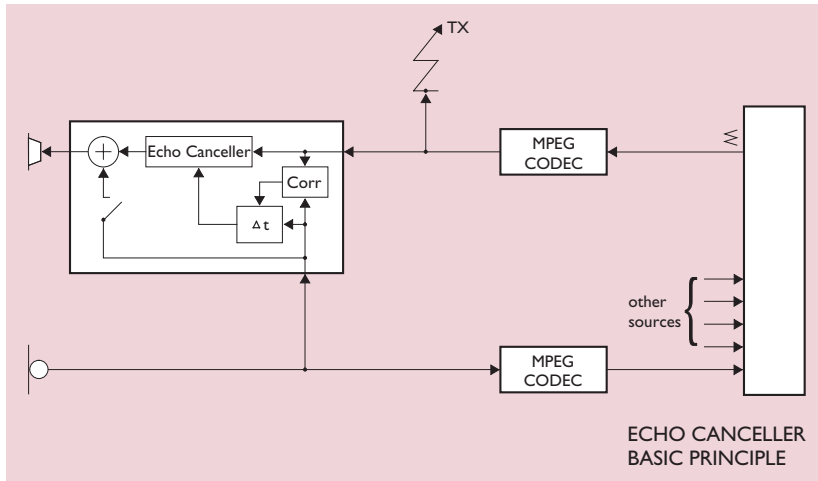 TX
MPEG
CODEC
Echo Canceller
Corr
Δt
other
sources
MPEG
CODEC
ECHO CANCELLER
BASIC PRINCIPLE